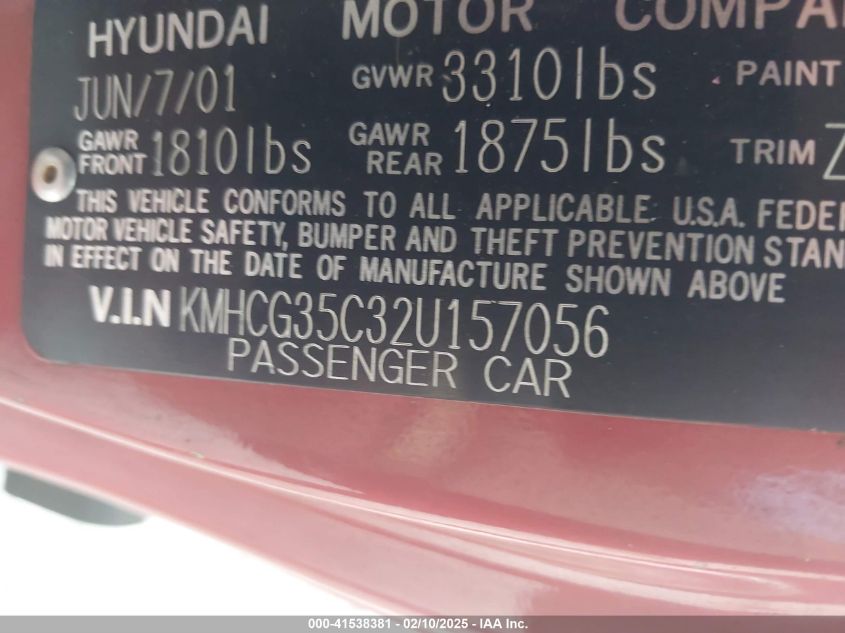 HYUNDAI MOTOR COMPA
JUN/7/01 GVWR 3310lbs PAINT
GAWR FRONT 1810lbs GAWR REAR 1875lbs TRIM Z
THIS VEHICLE CONFORMS TO ALL APPLICABLE U.S.A. FEDER
MOTOR VEHICLE SAFETY, BUMPER AND THEFT PREVENTION STAN
IN EFFECT ON THE DATE OF MANUFACTURE SHOWN ABOVE
V.I.N KMHCG35C32U157056
PASSENGER CAR
000-41538381 - 02/10/2025 - IAA Inc.